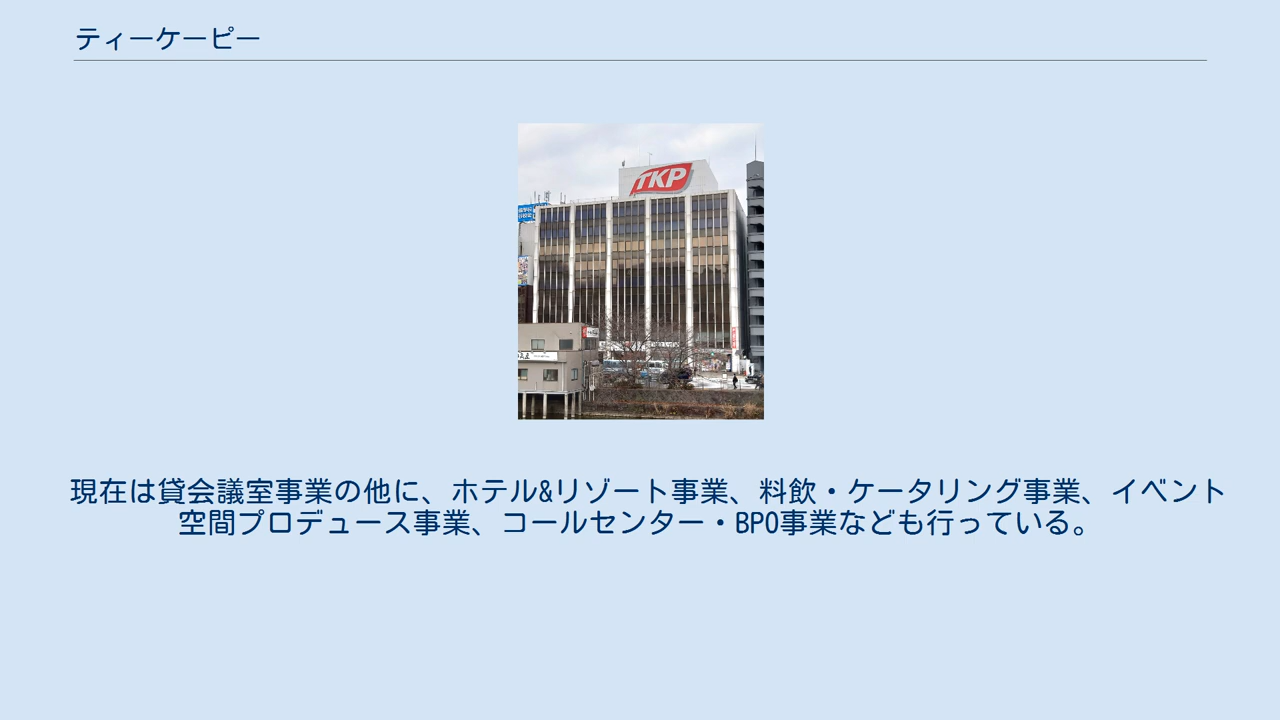 ティーケーピー
TKP
現在は貸会議室事業の他に、ホテル&リゾート事業、料飲・ケータリング事業、イベント
空間プロデュース事業、コールセンター・BPO事業なども行っている。